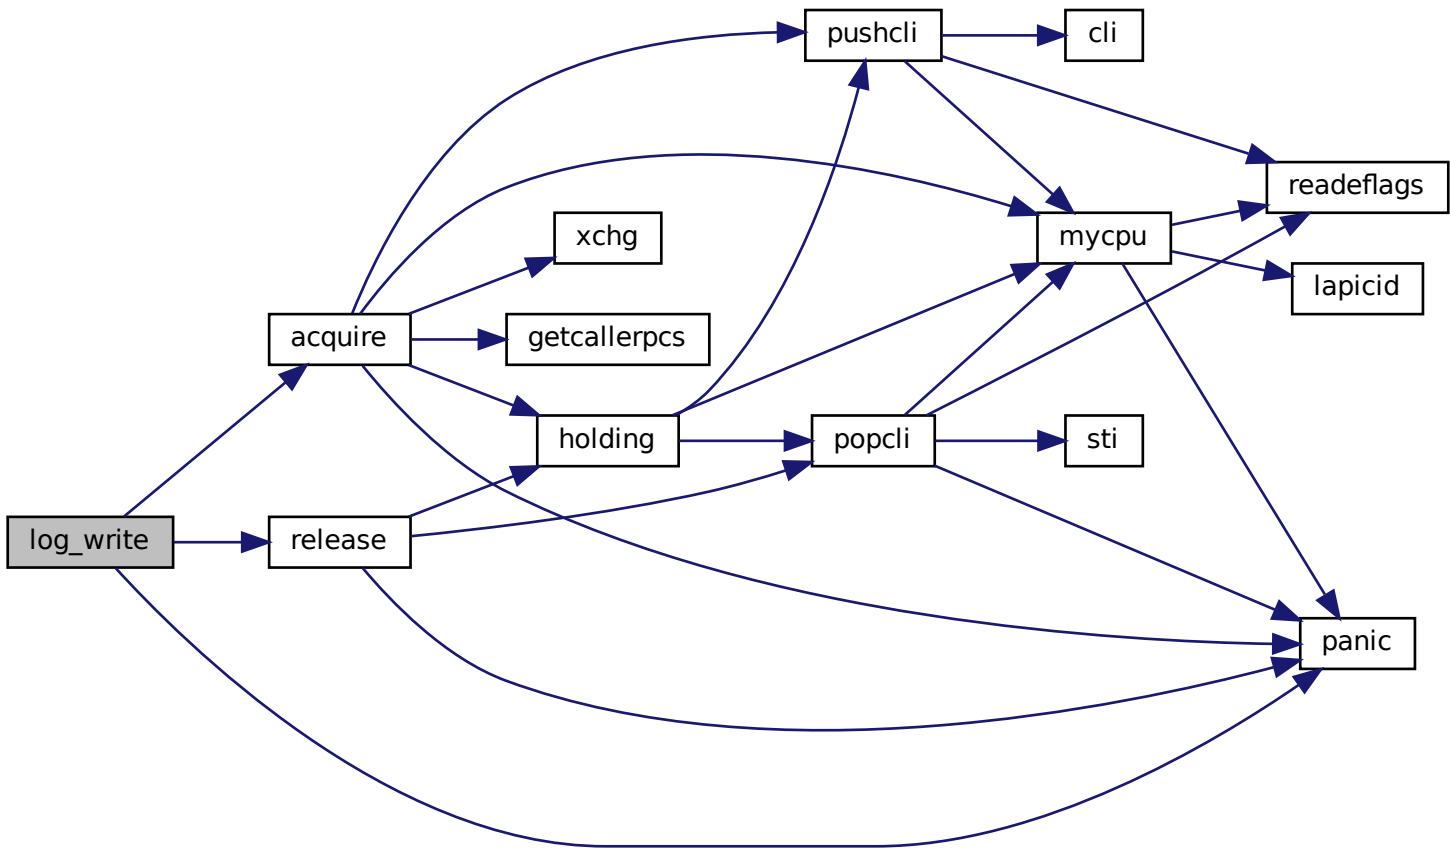 pushcli
cli
readeflags
xchg
mycpu
lapicid
acquire
getcallerpcs
holding
popcli
sti
log_write
release
panic